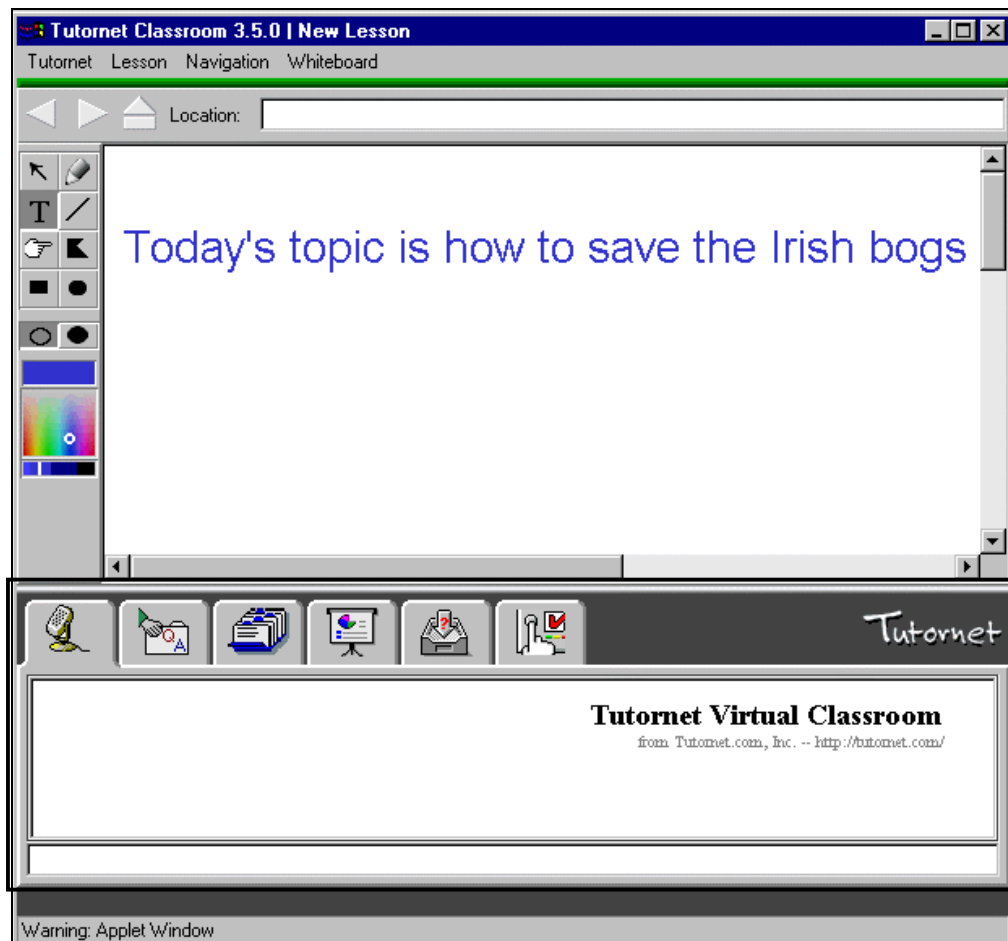 Tutornet Classroom 3.5.0 | New Lesson
Tutornet Lesson Navigation Whiteboard
Location:
T
Today's topic is how to save the Irish bogs
Q A
?
Tutornet
Tutornet Virtual Classroom
from Tutornet.com, Inc. -- http://tutornet.com/
Warning: Applet Window